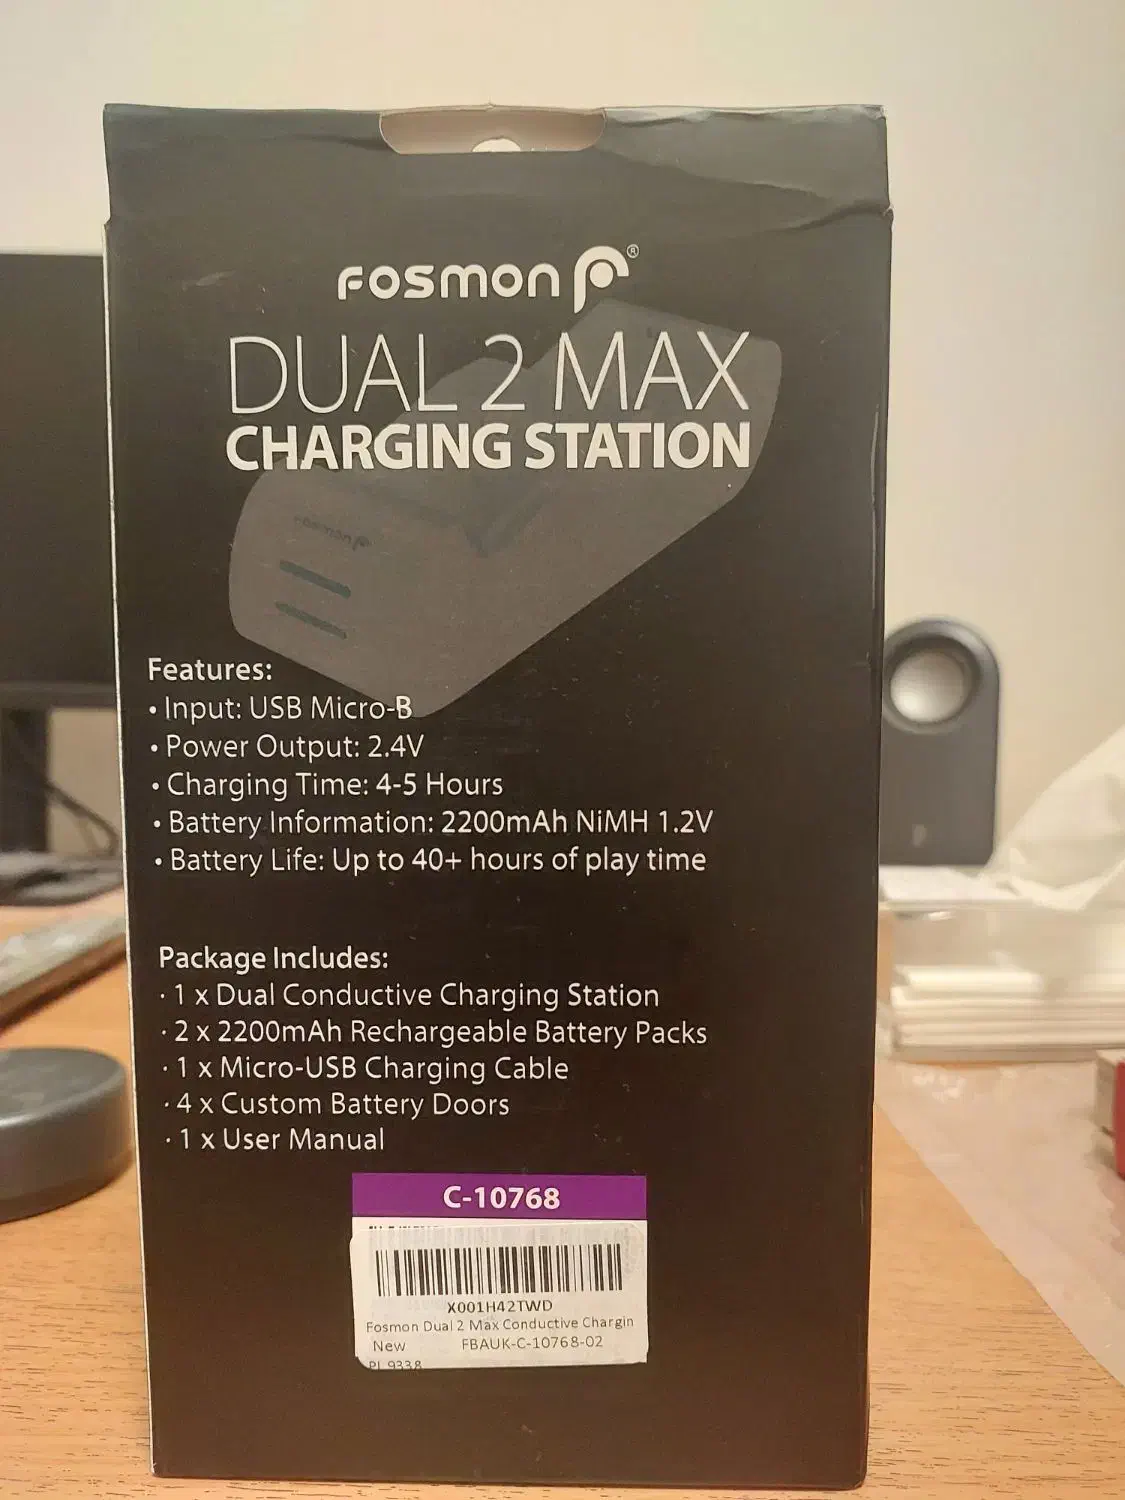 FOSMON ®
DUAL 2 MAX
CHARGING STATION
FOSMON
Features:
• Input: USB Micro-B
• Power Output: 2.4V
• Charging Time: 4-5 Hours
• Battery Information: 2200mAh NiMH 1.2V
• Battery Life: Up to 40+ hours of play time
Package Includes:
· 1 x Dual Conductive Charging Station
· 2 x 2200mAh Rechargeable Battery Packs
· 1 x Micro-USB Charging Cable
· 4 x Custom Battery Doors
· 1 x User Manual
C-10768
X001H42TWD
Fosmon Dual 2 Max Conductive Chargin
New FBAUK-C-10768-02
PL 9338